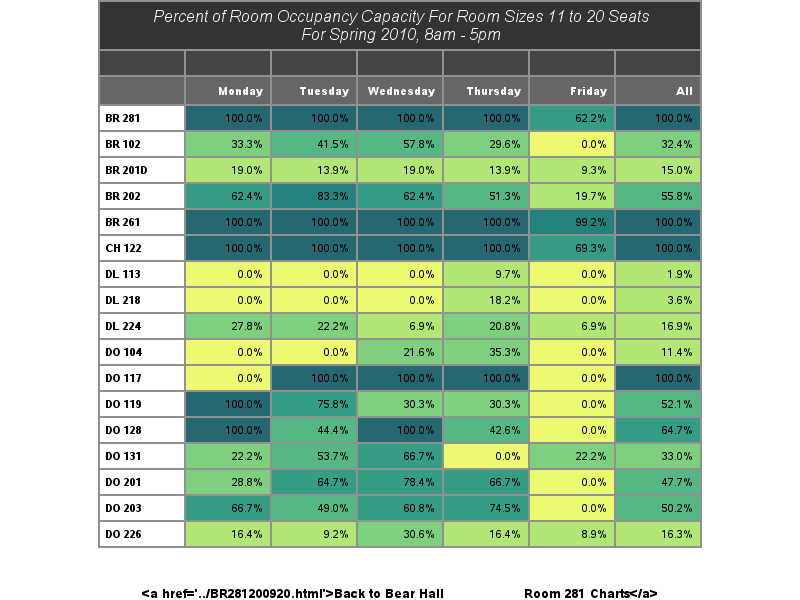 Percent of Room Occupancy Capacity For Room Sizes 11 to 20 Seats
For Spring 2010, 8am - 5pm
Monday Tuesday Wednesday Thursday Friday All
BR 281 100.0% 100.0% 100.0% 100.0% 62.2% 100.0%
BR 102 33.3% 41.5% 57.8% 29.6% 0.0% 32.4%
BR 201D 19.0% 13.9% 19.0% 13.9% 9.3% 15.0%
BR 202 62.4% 83.3% 62.4% 51.3% 19.7% 55.8%
BR 261 100.0% 100.0% 100.0% 100.0% 99.2% 100.0%
CH 122 100.0% 100.0% 100.0% 100.0% 69.3% 100.0%
DL 113 0.0% 0.0% 0.0% 9.7% 0.0% 1.9%
DL 218 0.0% 0.0% 0.0% 18.2% 0.0% 3.6%
DL 224 27.8% 22.2% 6.9% 20.8% 6.9% 16.9%
DO 104 0.0% 0.0% 21.6% 35.3% 0.0% 11.4%
DO 117 0.0% 100.0% 100.0% 100.0% 0.0% 100.0%
DO 119 100.0% 75.8% 30.3% 30.3% 0.0% 52.1%
DO 128 100.0% 44.4% 100.0% 42.6% 0.0% 64.7%
DO 131 22.2% 53.7% 66.7% 0.0% 22.2% 33.0%
DO 201 28.8% 64.7% 78.4% 66.7% 0.0% 47.7%
DO 203 66.7% 49.0% 60.8% 74.5% 0.0% 50.2%
DO 226 16.4% 9.2% 30.6% 16.4% 8.9% 16.3%
<a href='../BR281200920.html'>Back to Bear Hall Room 281 Charts</a>